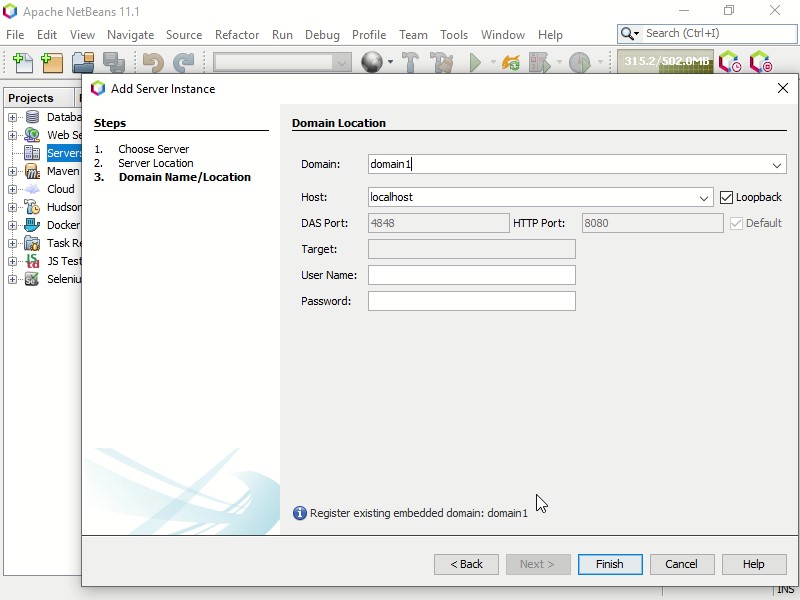 Apache NetBeans 11.1
File Edit View Navigate Source Refactor Run Debug Profile Team Tools Window Help
Search (Ctrl+I)
315.2/502.0MB
Projects
Databa
Web Se
Servers
Maven
Cloud
Hudson
Docker
Task Re
JS Test
Seleniu
Add Server Instance
Steps
1. Choose Server
2. Server Location
3. Domain Name/Location
Domain Location
Domain: domain1
Host: localhost Loopback
DAS Port: 4848 HTTP Port: 8080 Default
Target:
User Name:
Password:
Register existing embedded domain: domain1
< Back Next > Finish Cancel Help
INS